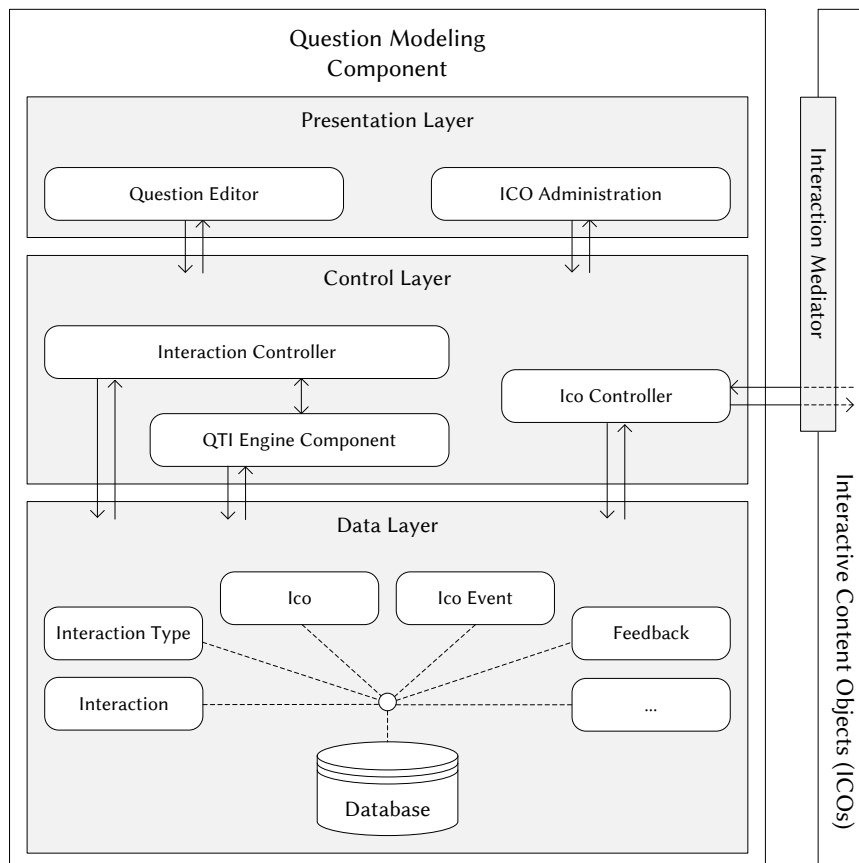 Question Modeling
Component
Presentation Layer
Question Editor
ICO Administration
Interaction Mediator
Control Layer
Interaction Controller
Ico Controller
QTI Engine Component
Interactive Content Objects (ICOs)
Data Layer
Ico
Ico Event
Interaction Type
Feedback
Interaction
...
Database